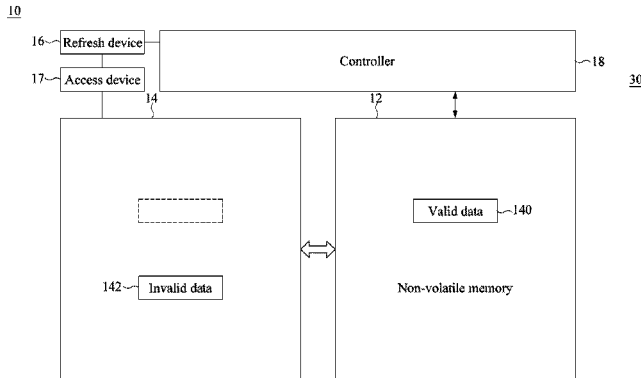 10
16 Refresh device
Controller
18
17 Access device
30
14
12
Valid data 140
142 Invalid data
Non-volatile memory